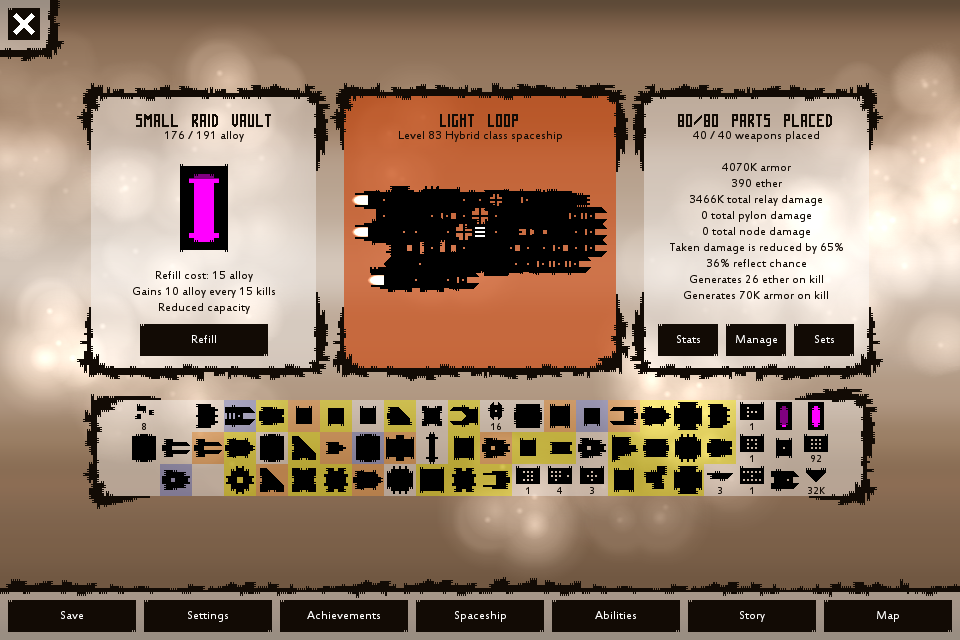 SMALL RAID VAULT
176 / 191 alloy
Refill cost: 15 alloy
Gains 10 alloy every 15 kills
Reduced capacity
Refill
LIGHT LOOP
Level 83 Hybrid class spaceship
80/80 PARTS PLACED
40 / 40 weapons placed
4070K armor
390 ether
3466K total relay damage
0 total pylon damage
0 total node damage
Taken damage is reduced by 65%
36% reflect chance
Generates 26 ether on kill
Generates 70K armor on kill
Stats Manage Sets
8 16 1
1 92
1 4 3 3 1 32K
Save Settings Achievements Spaceship Abilities Story Map